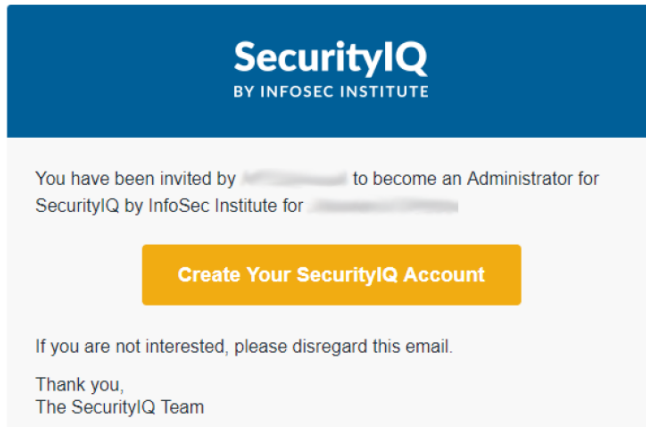 SecurityIQ
BY INFOSEC INSTITUTE
You have been invited by to become an Administrator for
SecurityIQ by InfoSec Institute for
Create Your SecurityIQ Account
If you are not interested, please disregard this email.
Thank you,
The SecurityIQ Team